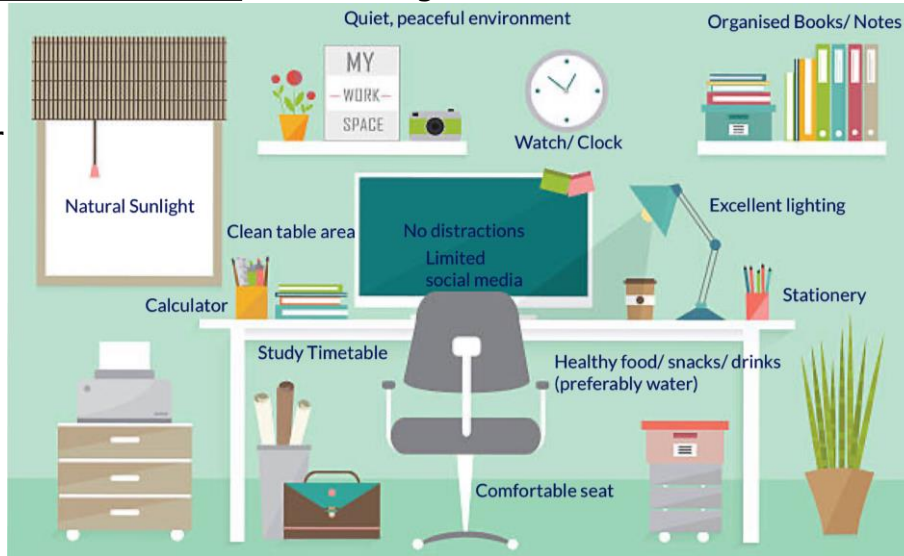 Quiet, peaceful environment
Organised Books/ Notes
MY
WORK
SPACE
Watch/ Clock
Natural Sunlight
Excellent lighting
Clean table area
No distractions
Limited
social media
Calculator
Stationery
Study Timetable
Healthy food/ snacks/ drinks
(preferably water)
Comfortable seat